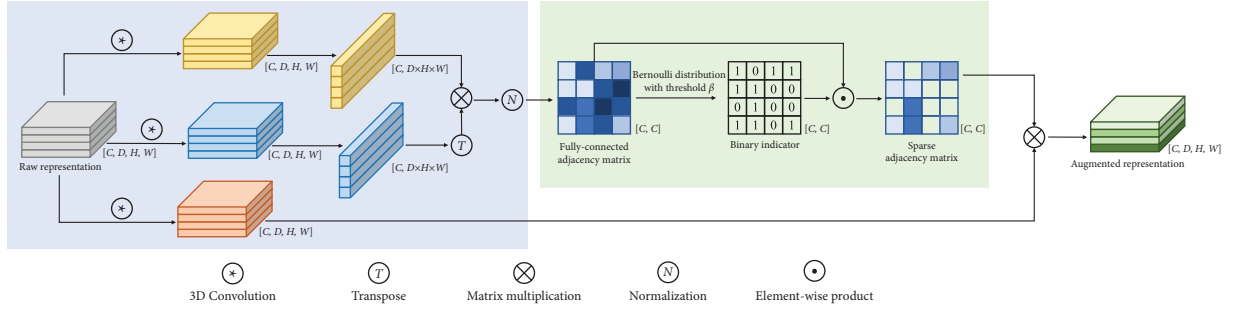 Raw representation
[C, D, H, W]
[C, D, H, W]
[C, D×H×W]
[C, D, H, W]
[C, D×H×W]
[C, D, H, W]
T
N
Fully-connected
adjacency matrix
[C, C]
Bernoulli distribution
with threshold β
1 0 1 1
1 1 0 0
0 1 0 0
1 1 0 1
[C, C]
Binary indicator
[C, C]
Sparse
adjacency matrix
[C, D, H, W]
Augmented representation
3D Convolution
T
Transpose
Matrix multiplication
N
Normalization
Element-wise product